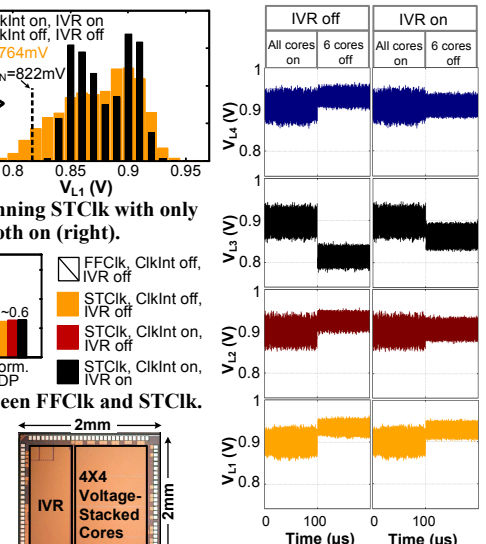 lkInt on, IVR on
kInt off, IVR off
764mV
N=822mV
0.8 0.85 0.9 0.95
VL1 (V)
nning STClk with only
oth on (right).
~0.6
orm.
DP
FFClk, ClkInt off,
IVR off
STClk, ClkInt off,
IVR off
STClk, ClkInt on,
IVR off
STClk, ClkInt on,
IVR on
een FFClk and STClk.
2mm
2mm
IVR
4X4
Voltage-
Stacked
Cores
IVR off IVR on
All cores on 6 cores off All cores on 6 cores off
1
0.9
0.8
VL4 (V)
1
0.9
0.8
VL3 (V)
1
0.9
0.8
VL2 (V)
1
0.9
0.8
VL1 (V)
0 100 0 100
Time (us) Time (us)